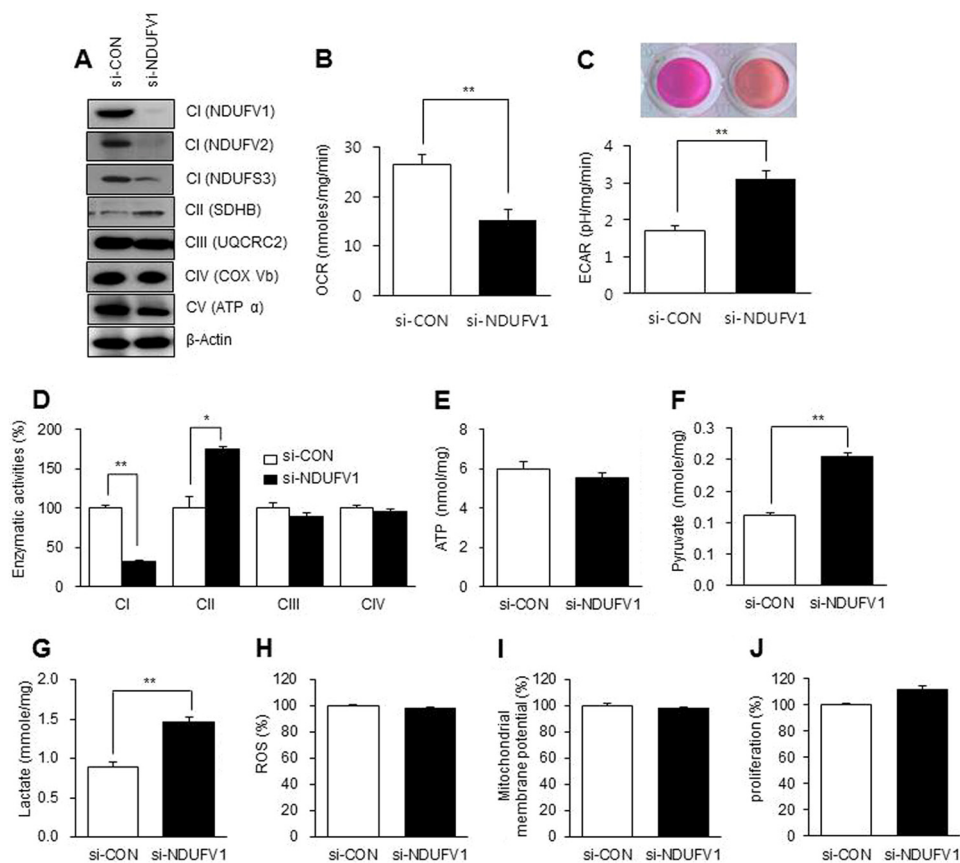 A
si-CON
si-NDUFV1
CI (NDUFV1)
CI (NDUFV2)
CI (NDUFS3)
CII (SDHB)
CIII (UQCRC2)
CIV (COX Vb)
CV (ATP α)
β-Actin
B
**
OCR (nmoles/mg/min)
30
20
10
0
si-CON si-NDUFV1
C
**
ECAR (pH/mg/min)
4
3
2
1
0
si-CON si-NDUFV1
D
Enzymatic activities (%)
200
150
100
50
0
**
*
si-CON
si-NDUFV1
CI CII CIII CIV
E
ATP (nmol/mg)
8
6
4
2
0
si-CON si-NDUFV1
F
**
Pyruvate (nmole/mg)
0.3
0.2
0.2
0.1
0.1
0.0
si-CON si-NDUFV1
G
**
Lactate (mmole/mg)
2.0
1.5
1.0
0.5
0.0
si-CON si-NDUFV1
H
ROS (%)
120
100
80
60
40
20
0
si-CON si-NDUFV1
I
Mitochondrial
membrane potential (%)
120
100
80
60
40
20
0
si-CON si-NDUFV1
J
proliferation (%)
120
100
80
60
40
20
0
si-CON si-NDUFV1